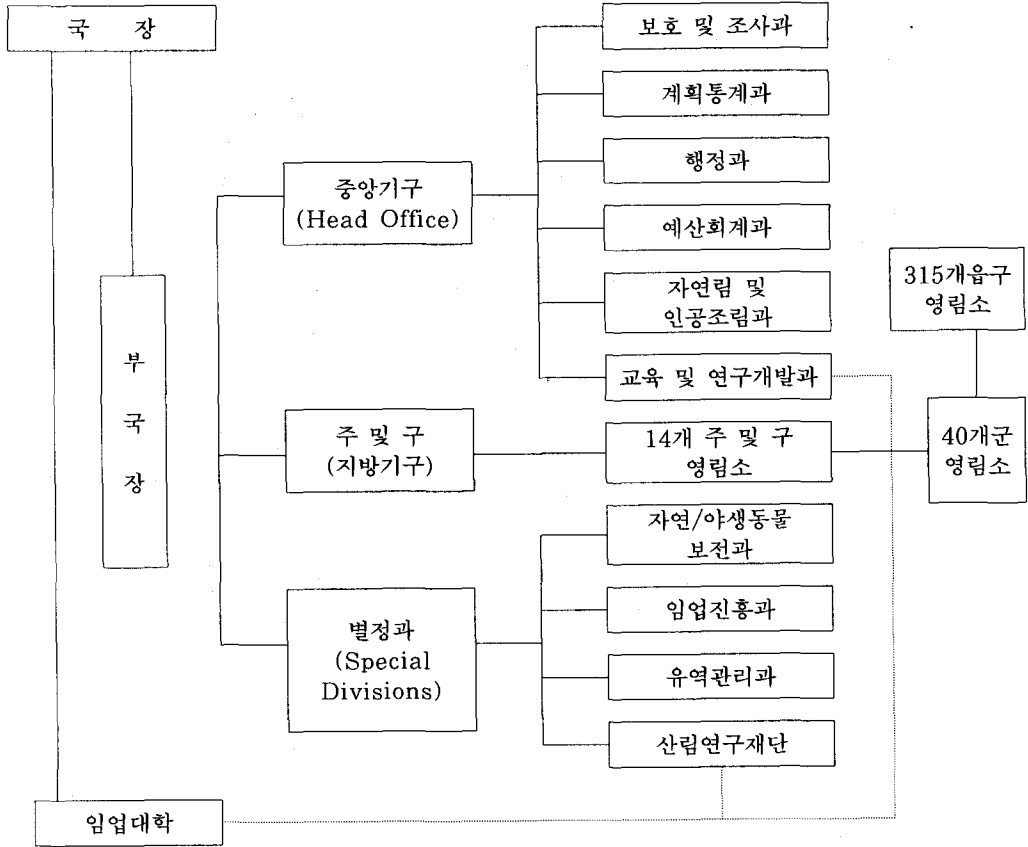 국 장
부
국
장
중앙기구
(Head Office)
보호 및 조사과
계획통계과
행정과
예산회계과
자연림 및
인공조림과
교육 및 연구개발과
주 및 구
(지방기구)
14개 주 및 구
영림소
315개읍구
영림소
40개군
영림소
별정과
(Special
Divisions)
자연/야생동물
보전과
임업진흥과
유역관리과
산림연구재단
임업대학